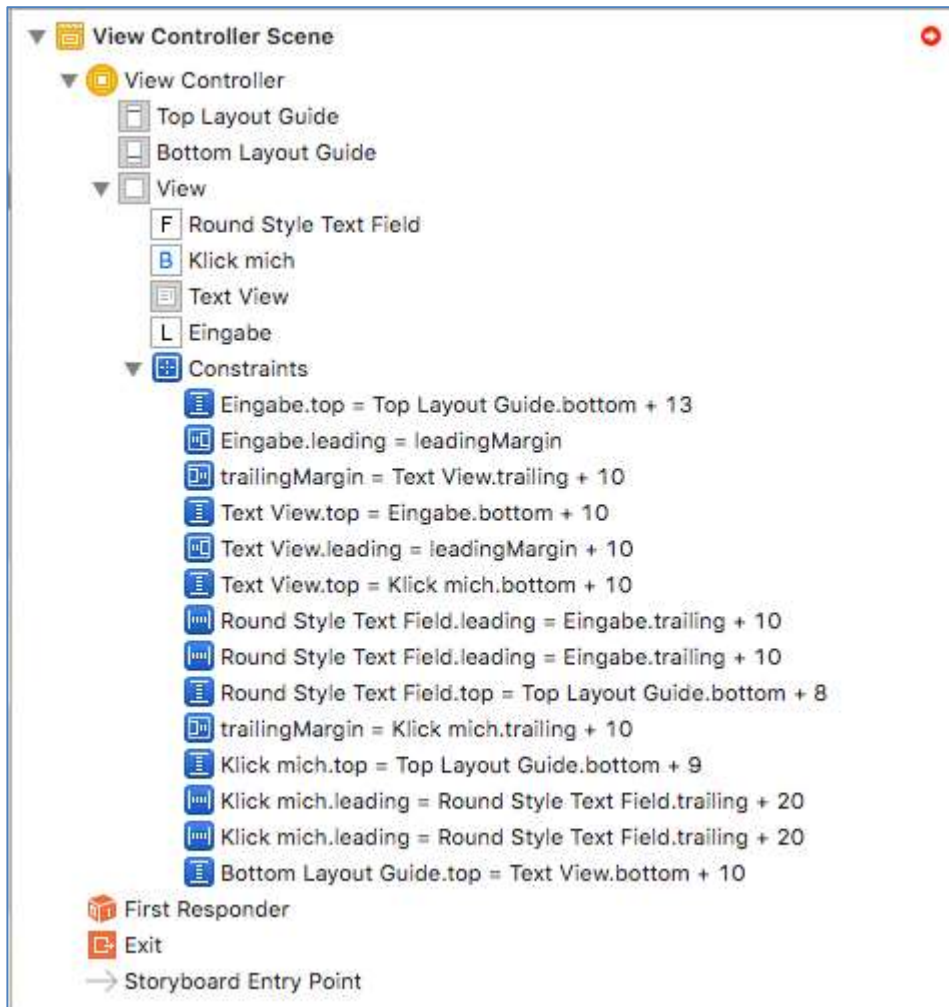 View Controller Scene
View Controller
Top Layout Guide
Bottom Layout Guide
View
F Round Style Text Field
B Klick mich
Text View
L Eingabe
Constraints
Eingabe.top = Top Layout Guide.bottom + 13
Eingabe.leading = leadingMargin
trailingMargin = Text View.trailing + 10
Text View.top = Eingabe.bottom + 10
Text View.leading = leadingMargin + 10
Text View.top = Klick mich.bottom + 10
Round Style Text Field.leading = Eingabe.trailing + 10
Round Style Text Field.leading = Eingabe.trailing + 10
Round Style Text Field.top = Top Layout Guide.bottom + 8
trailingMargin = Klick mich.trailing + 10
Klick mich.top = Top Layout Guide.bottom + 9
Klick mich.leading = Round Style Text Field.trailing + 20
Klick mich.leading = Round Style Text Field.trailing + 20
Bottom Layout Guide.top = Text View.bottom + 10
First Responder
Exit
Storyboard Entry Point